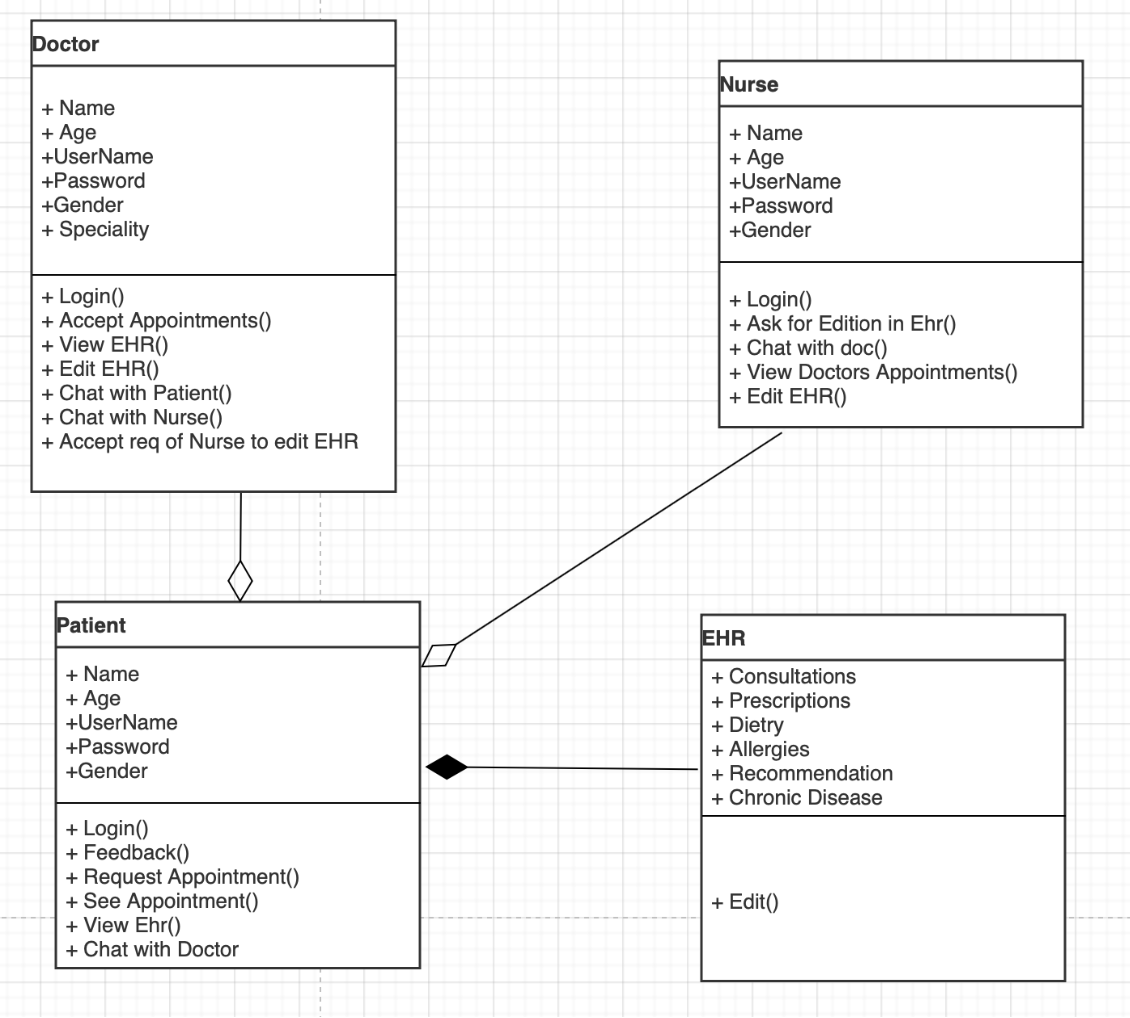 Doctor
+ Name
+ Age
+UserName
+Password
+Gender
+ Speciality
+ Login()
+ Accept Appointments()
+ View EHR()
+ Edit EHR()
+ Chat with Patient()
+ Chat with Nurse()
+ Accept req of Nurse to edit EHR
Nurse
+ Name
+ Age
+UserName
+Password
+Gender
+ Login()
+ Ask for Edition in Ehr()
+ Chat with doc()
+ View Doctors Appointments()
+ Edit EHR()
Patient
+ Name
+ Age
+UserName
+Password
+Gender
+ Login()
+ Feedback()
+ Request Appointment()
+ See Appointment()
+ View Ehr()
+ Chat with Doctor
EHR
+ Consultations
+ Prescriptions
+ Dietry
+ Allergies
+ Recommendation
+ Chronic Disease
+ Edit()